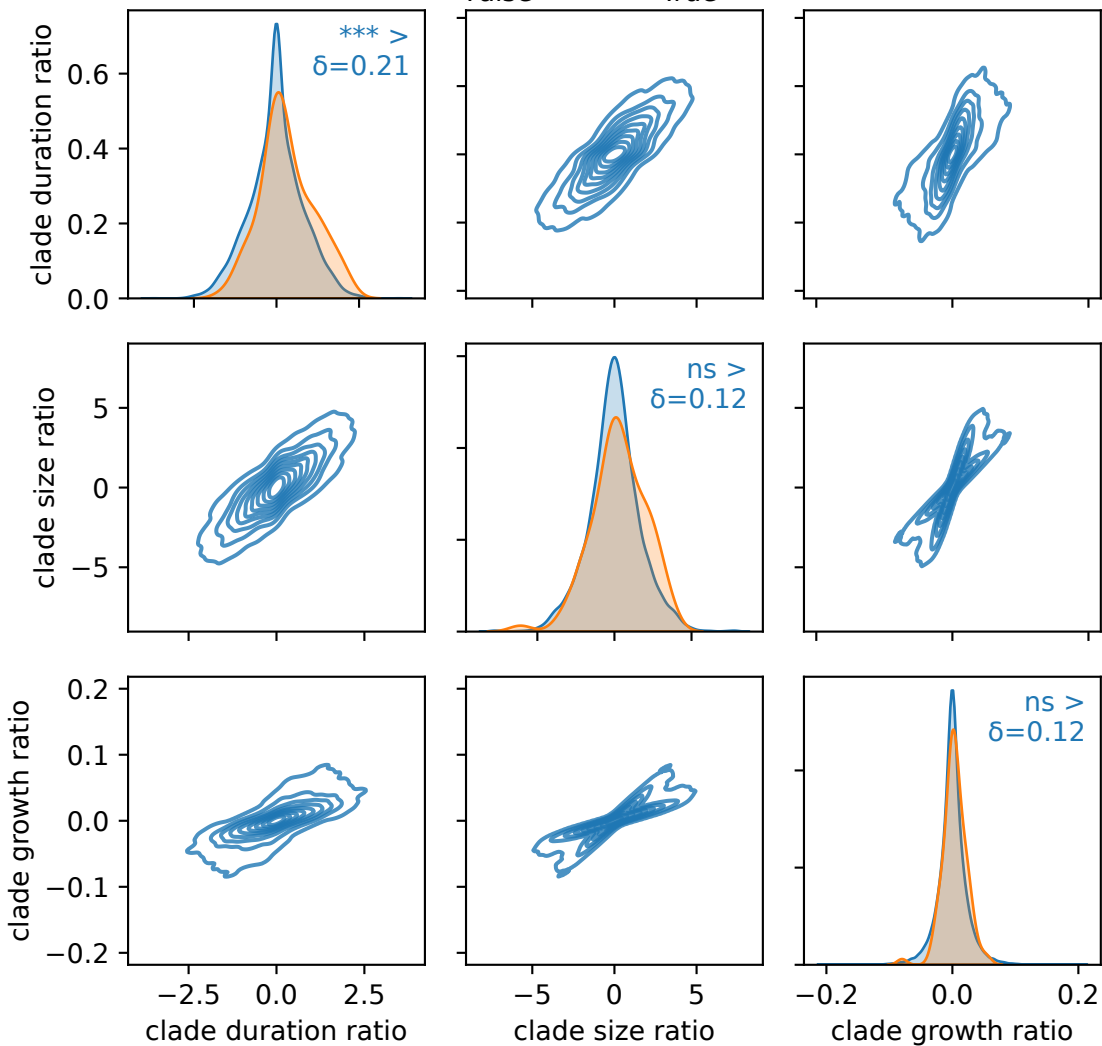 *** >
δ=0.21
clade duration ratio
0.6
0.4
0.2
0.0
ns >
δ=0.12
clade size ratio
5
0
−5
ns >
δ=0.12
clade growth ratio
0.2
0.1
0.0
−0.1
−0.2
−2.5 0.0 2.5
−5 0 5
−0.2 0.0 0.2
clade duration ratio
clade size ratio
clade growth ratio